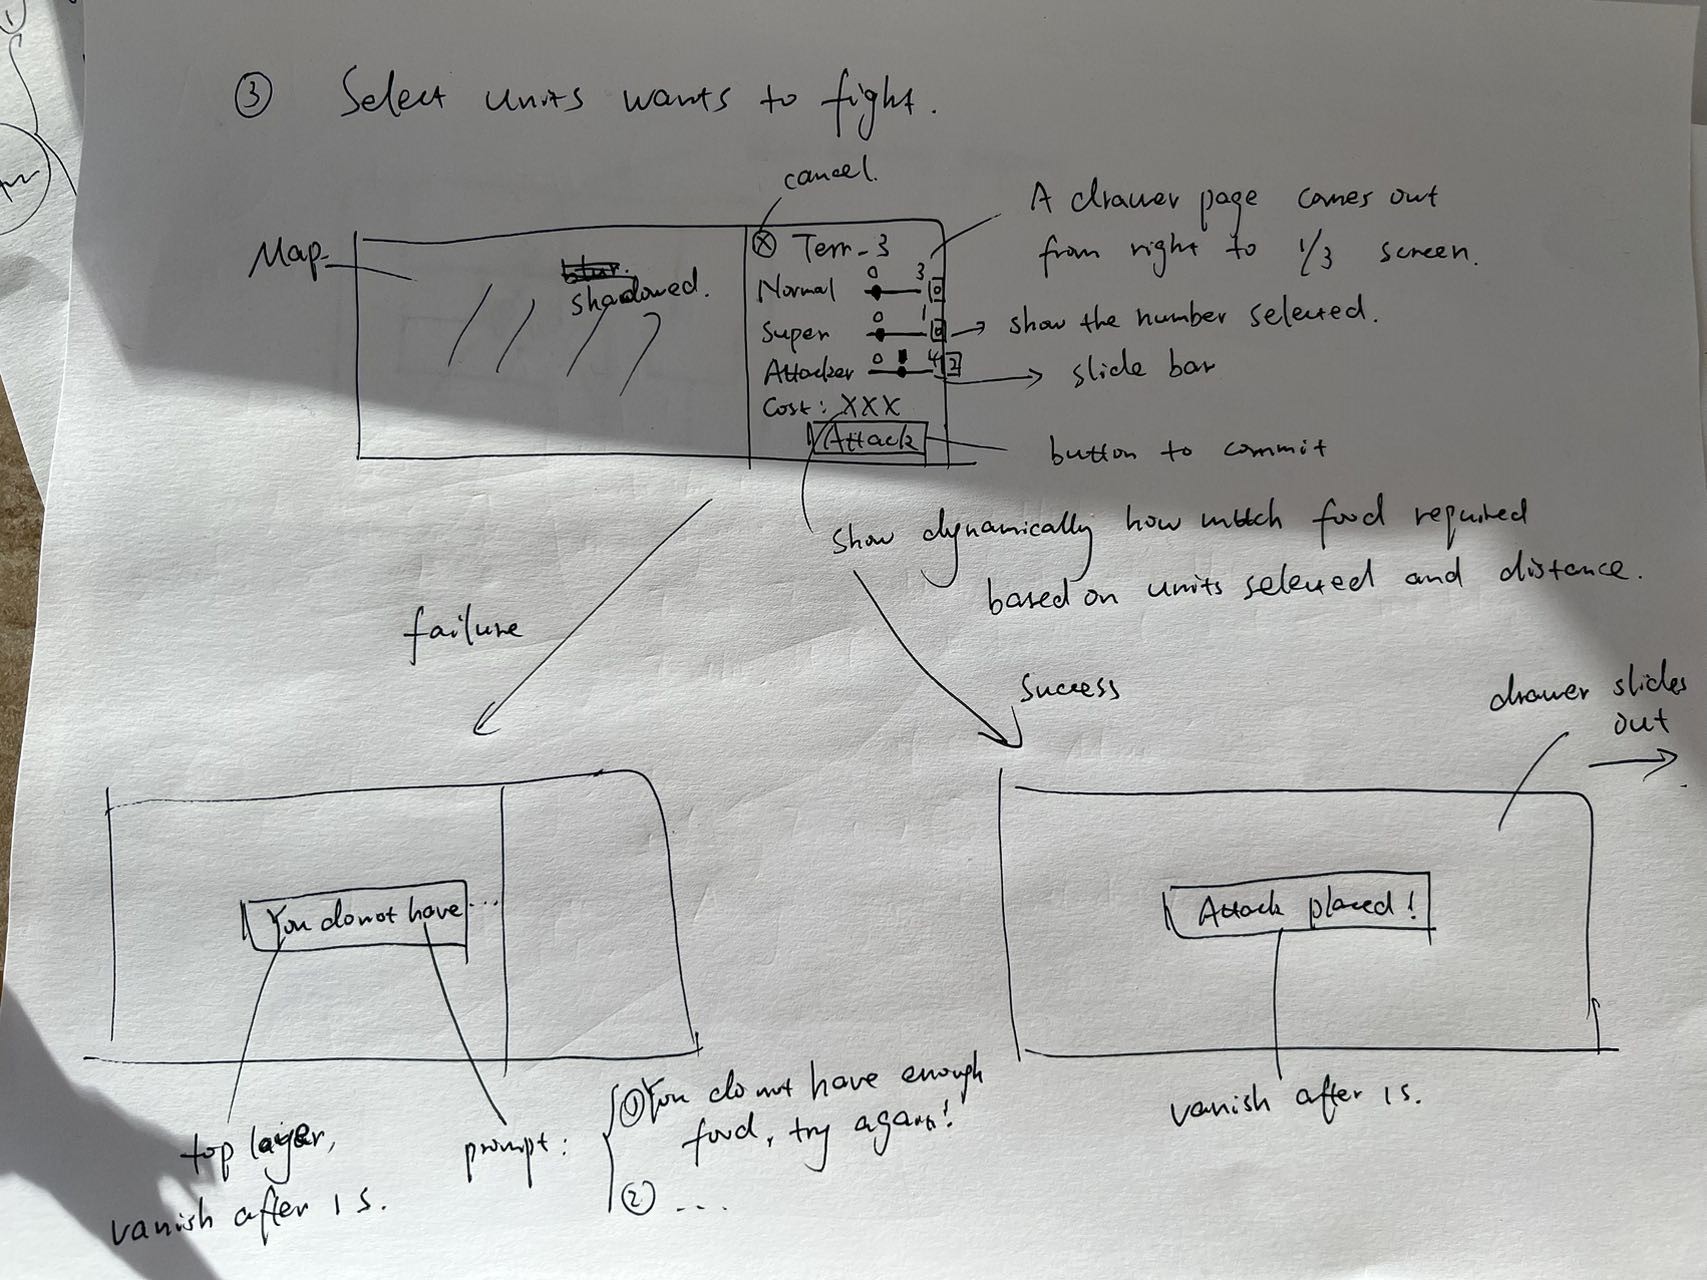 ③ Select units wants to fight.
cancel.
Map
shadowed.
Ⓧ Terr-3
Normal 0 3 0
Super 0 1 0
Attacker 0 4 2
Cost: XXX
Attack
A drawer page comes out
from right to 1/3 screen.
show the number selected.
slide bar
button to commit
show dynamically how much food required
based on units selected and distance.
failure
success
drawer slides
out
You do not have ...
Attack placed!
top layer,
vanish after 1 s.
prompt:
① You do not have enough
food, try again!
② ...
vanish after 1 s.